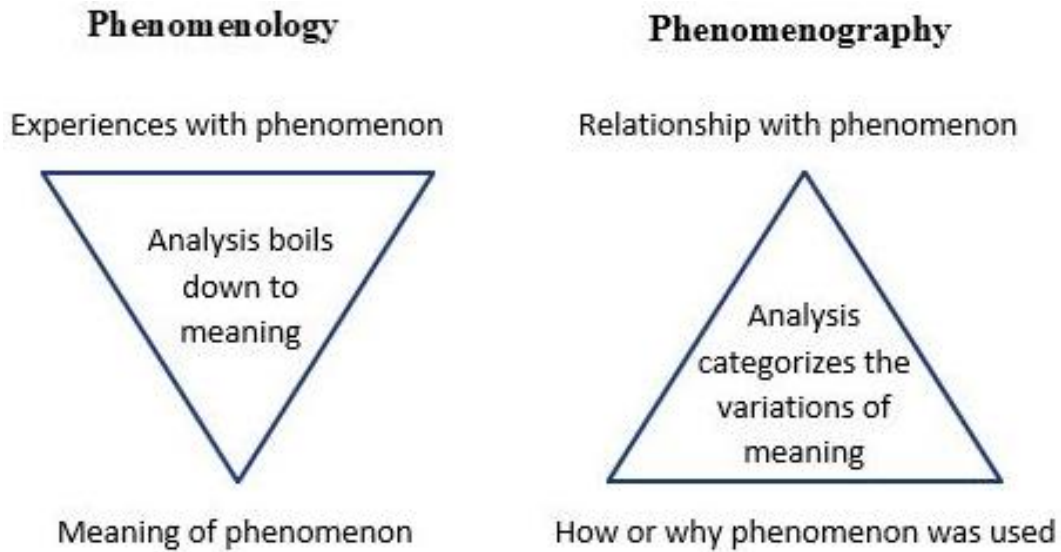 Phenomenology
Experiences with phenomenon
Analysis boils
down to
meaning
Meaning of phenomenon
Phenomenography
Relationship with phenomenon
Analysis
categorizes the
variations of
meaning
How or why phenomenon was used